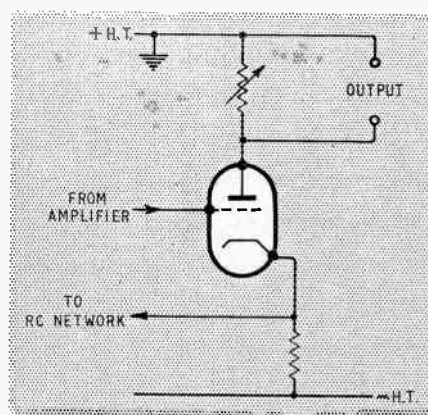 + H.T.
OUTPUT
FROM
AMPLIFIER
TO
RC NETWORK
- H.T.